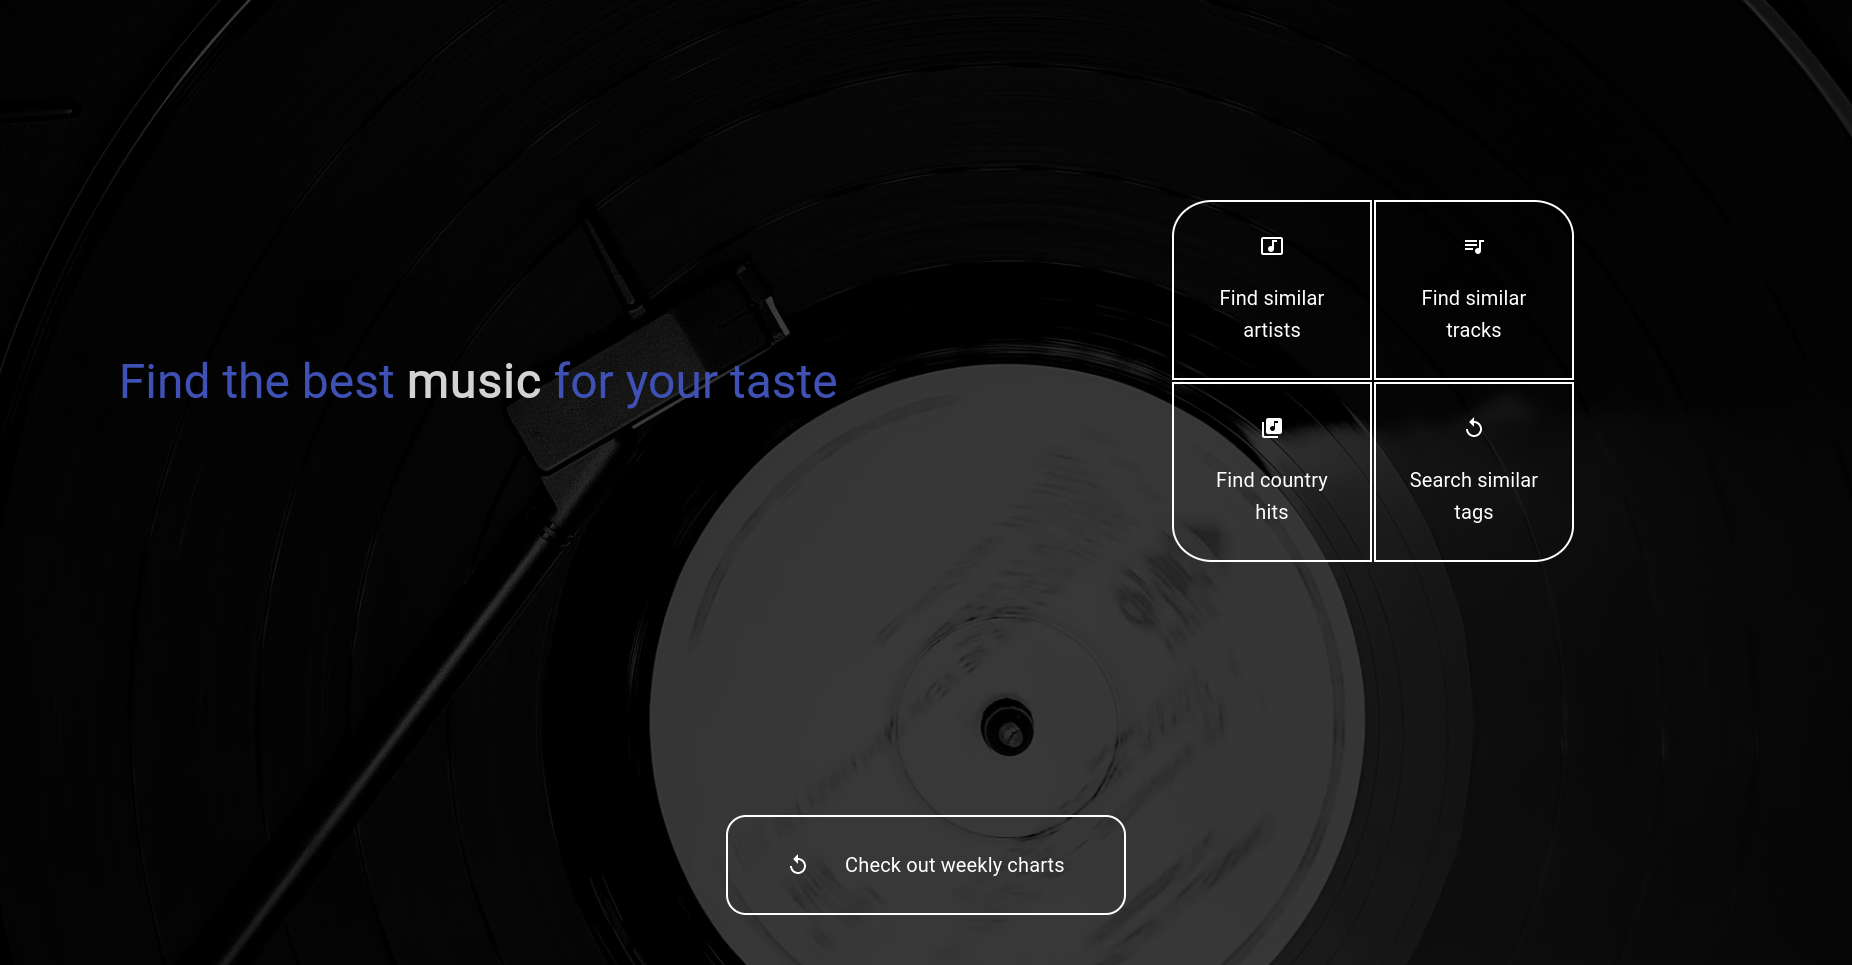 Find the best music for your taste
Find similar
artists
Find similar
tracks
Find country
hits
Search similar
tags
Check out weekly charts